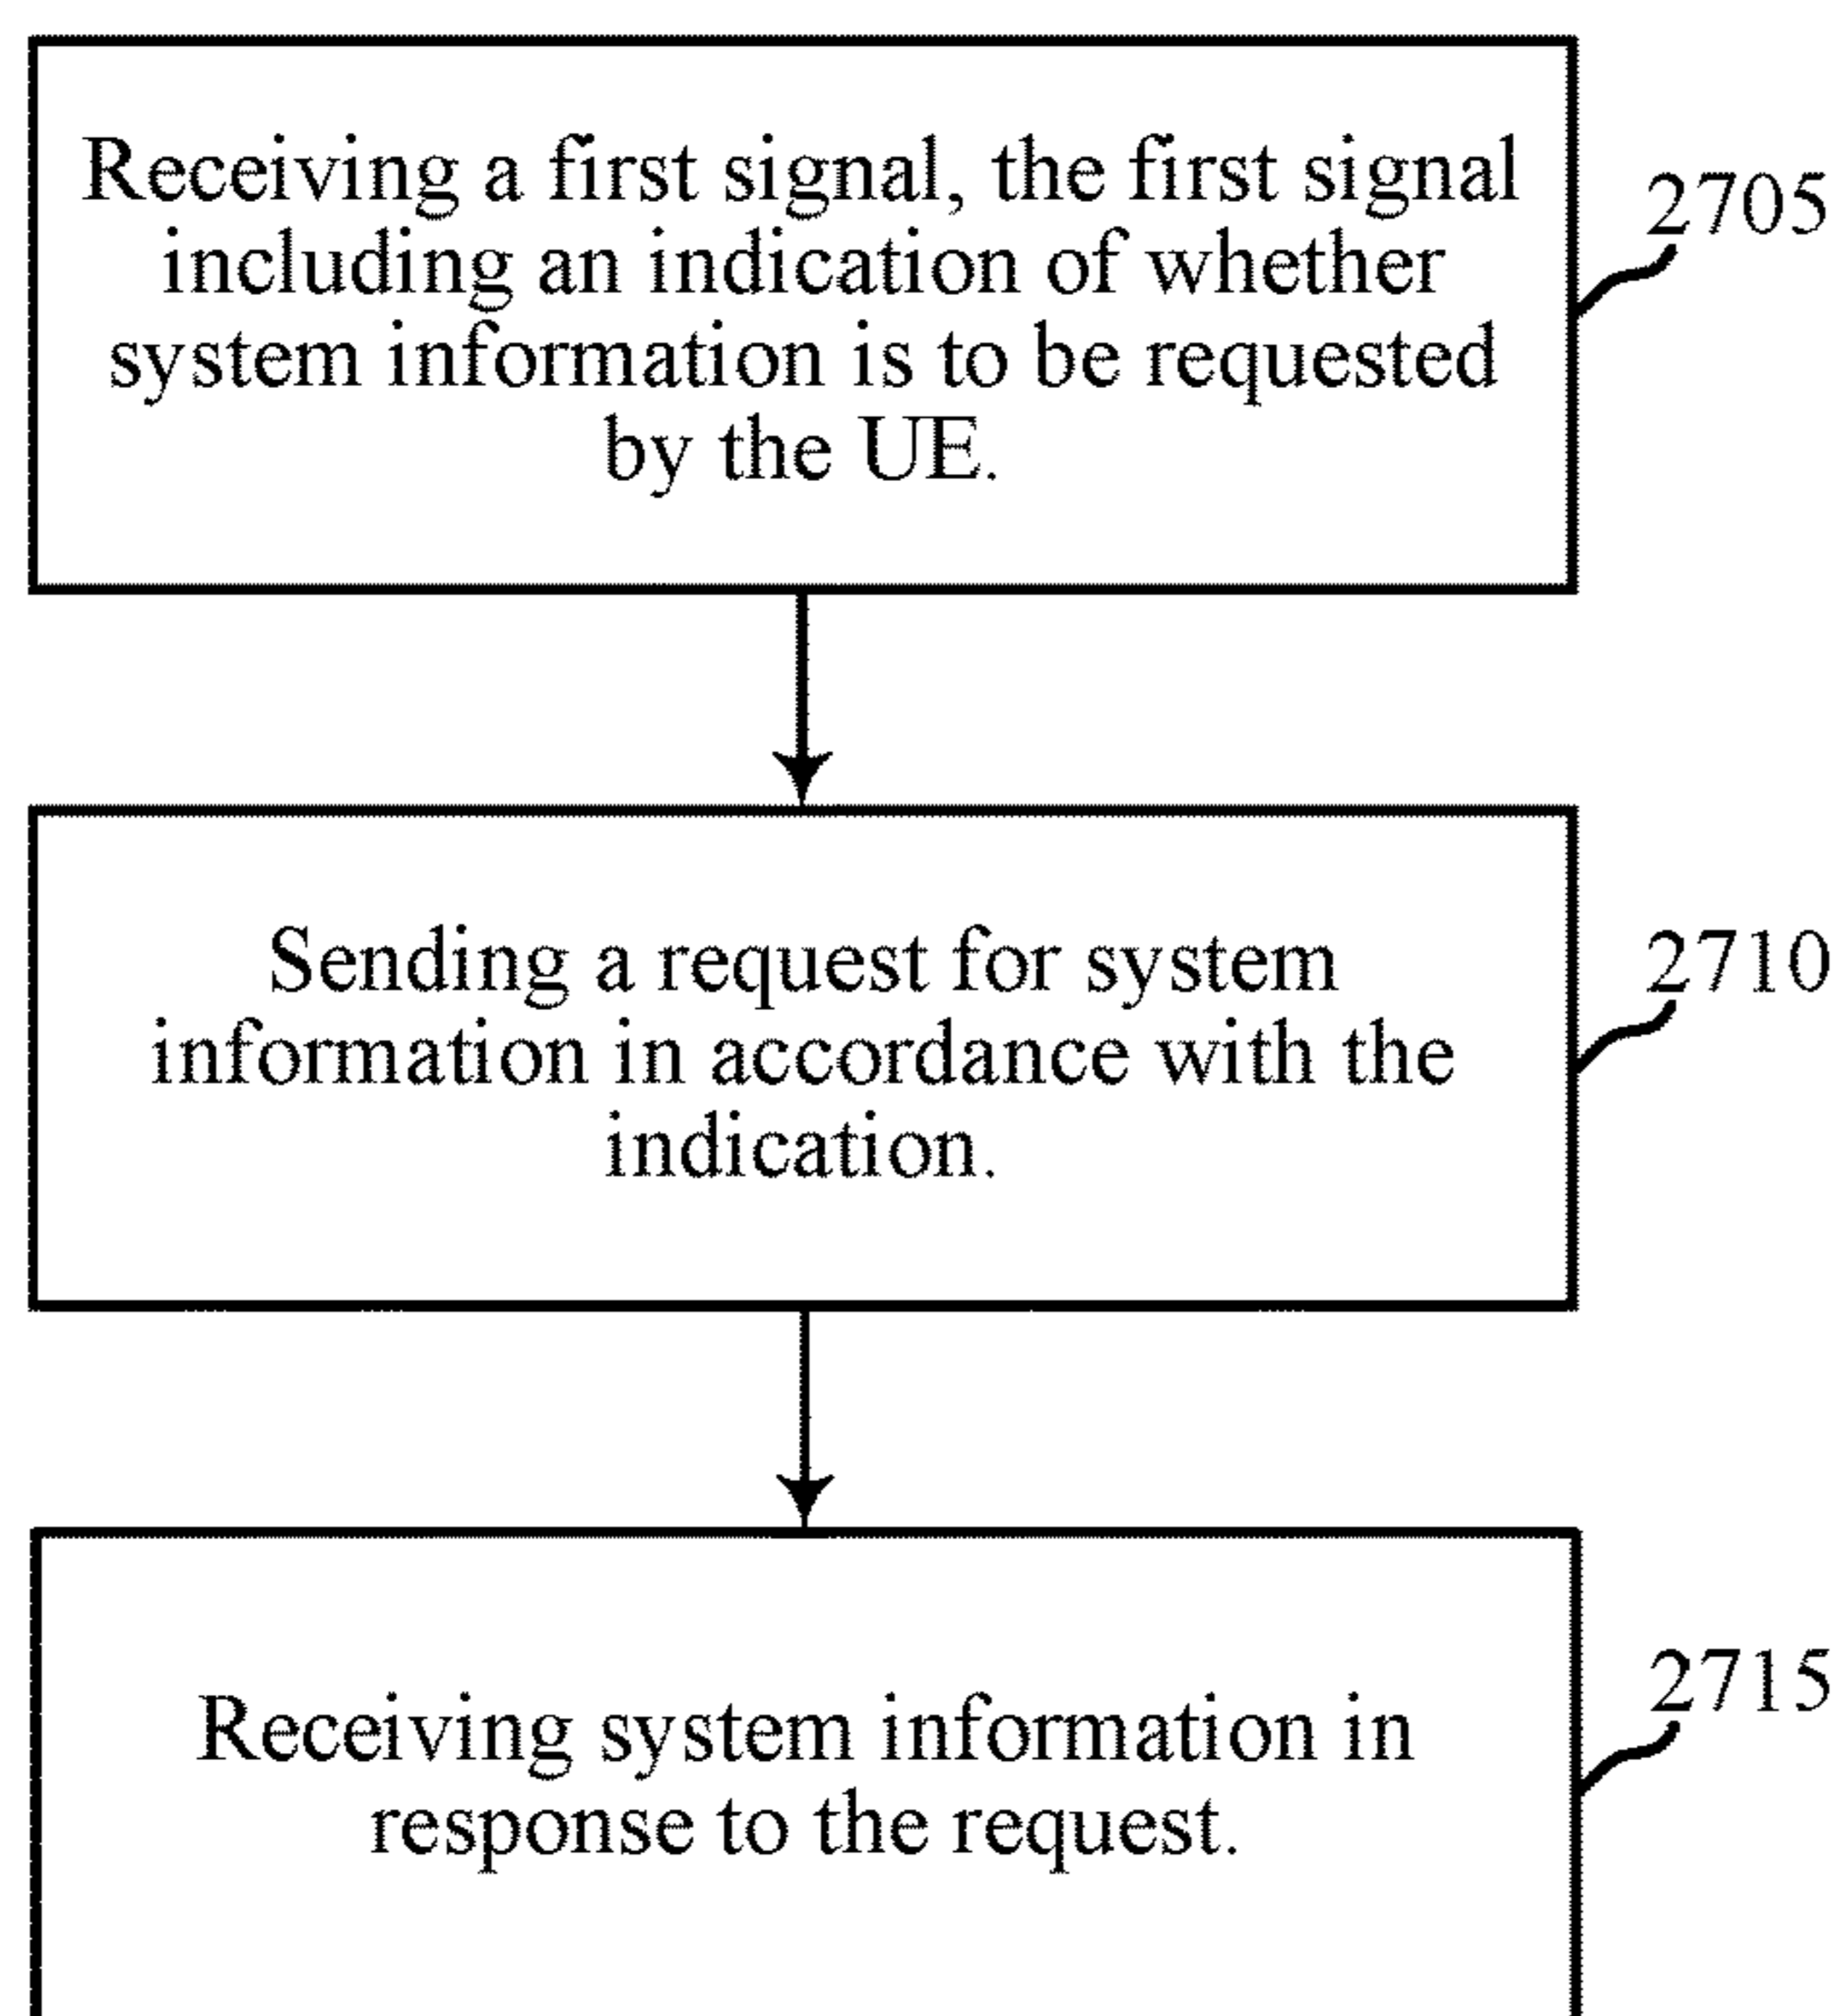 Receiving a first signal, the first signal
including an indication of whether
system information is to be requested
by the UE.
2705
Sending a request for system
information in accordance with the
indication.
2710
Receiving system information in
response to the request.
2715